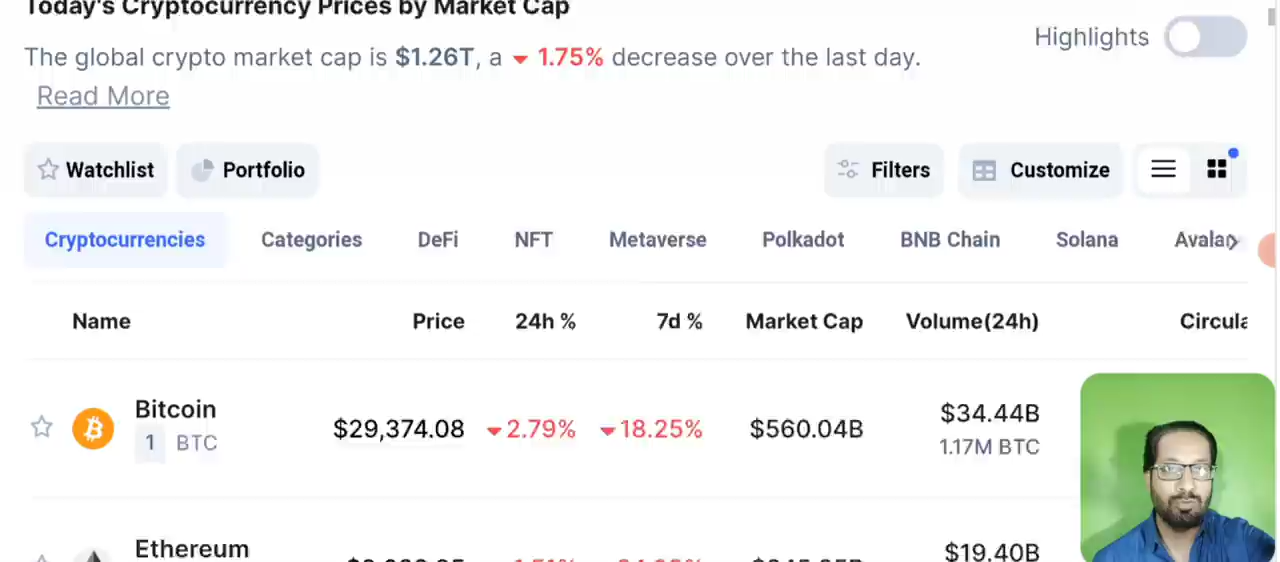 Today's Cryptocurrency Prices by Market Cap
Highlights
The global crypto market cap is $1.26T, a 1.75% decrease over the last day.
Read More
Watchlist Portfolio Filters Customize
Cryptocurrencies Categories DeFi NFT Metaverse Polkadot BNB Chain Solana Avalan
Name Price 24h % 7d % Market Cap Volume(24h) Circula
Bitcoin
1 BTC
$29,374.08 2.79% 18.25% $560.04B
$34.44B
1.17M BTC
Ethereum
$19.40B